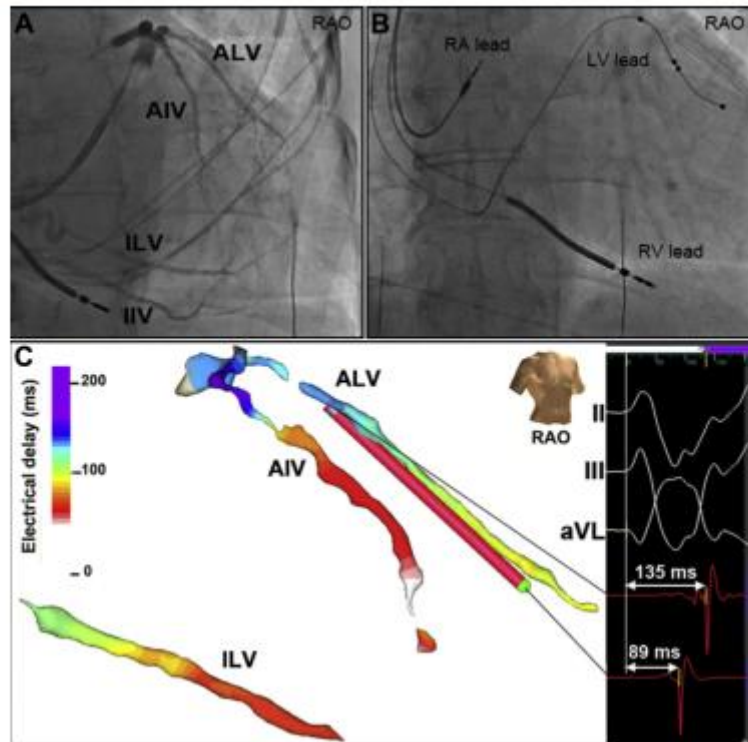 A
RAO
ALV
AIV
ILV
IIV
B
RAO
RA lead
LV lead
RV lead
C
Electrical delay (ms)
200
100
0
ALV
AIV
ILV
RAO
II
III
aVL
135 ms
89 ms